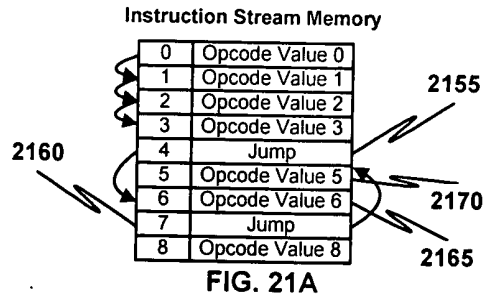 Instruction Stream Memory
0 Opcode Value 0
1 Opcode Value 1
2 Opcode Value 2
3 Opcode Value 3
4 Jump
5 Opcode Value 5
6 Opcode Value 6
7 Jump
8 Opcode Value 8
2155
2160
2170
2165
FIG. 21A